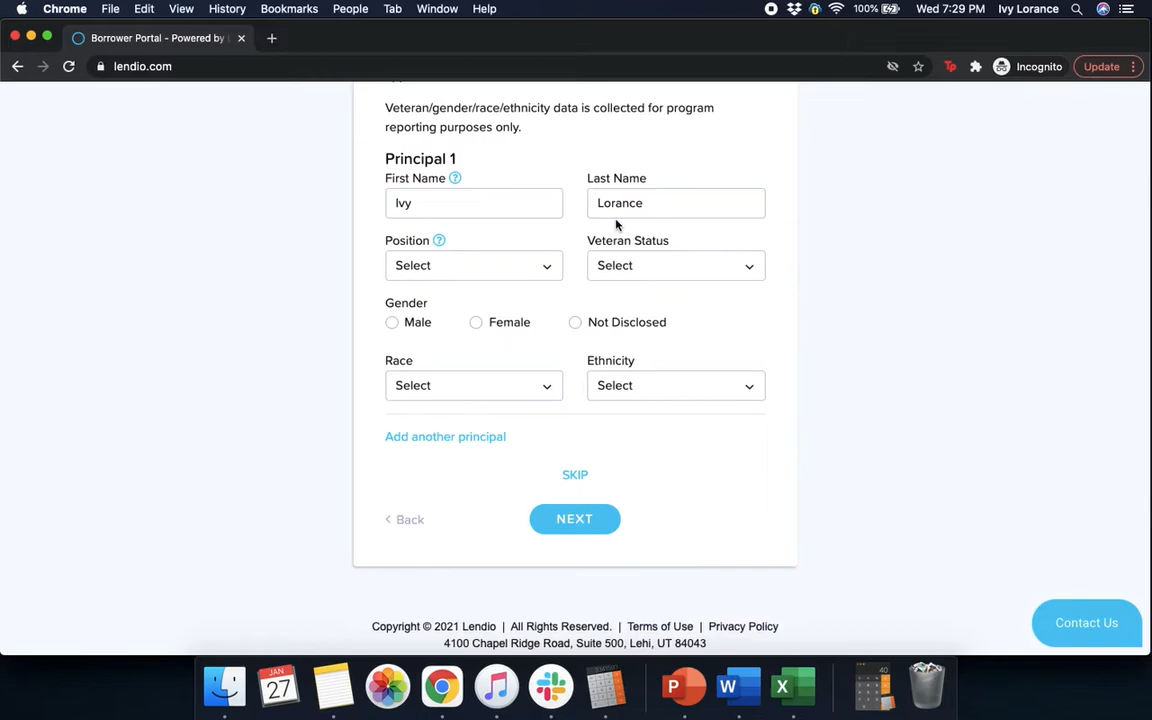 Chrome File Edit View History Bookmarks People Tab Window Help 100% Wed 7:29 PM Ivy Lorance
Borrower Portal - Powered by
lendio.com Incognito Update
Veteran/gender/race/ethnicity data is collected for program
reporting purposes only.
Principal 1
First Name ? Last Name
Ivy Lorance
Position ? Veteran Status
Select Select
Gender
Male Female Not Disclosed
Race Ethnicity
Select Select
Add another principal
SKIP
< Back NEXT
Contact Us
Copyright © 2021 Lendio | All Rights Reserved. | Terms of Use | Privacy Policy
4100 Chapel Ridge Road, Suite 500, Lehi, UT 84043
JAN
27 P W X 40